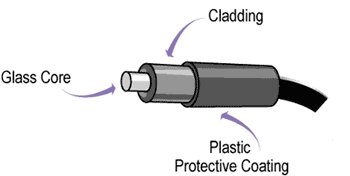 Cladding
Glass Core
Plastic
Protective Coating